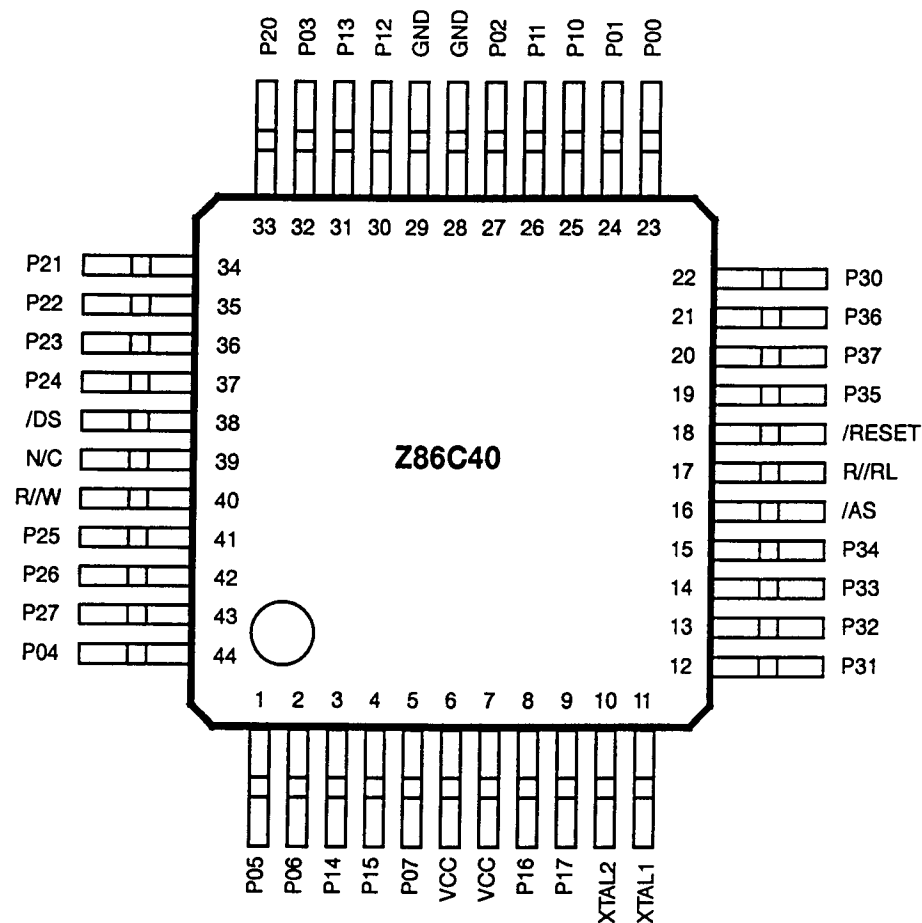 P20 P03 P13 P12 GND GND P02 P11 P10 P01 P00
33 32 31 30 29 28 27 26 25 24 23
P21 34
P22 35
P23 36
P24 37
/DS 38
N/C 39
R//W 40
P25 41
P26 42
P27 43
P04 44
Z86C40
22 P30
21 P36
20 P37
19 P35
18 /RESET
17 R//RL
16 /AS
15 P34
14 P33
13 P32
12 P31
1 2 3 4 5 6 7 8 9 10 11
P05 P06 P14 P15 P07 VCC VCC P16 P17 XTAL2 XTAL1